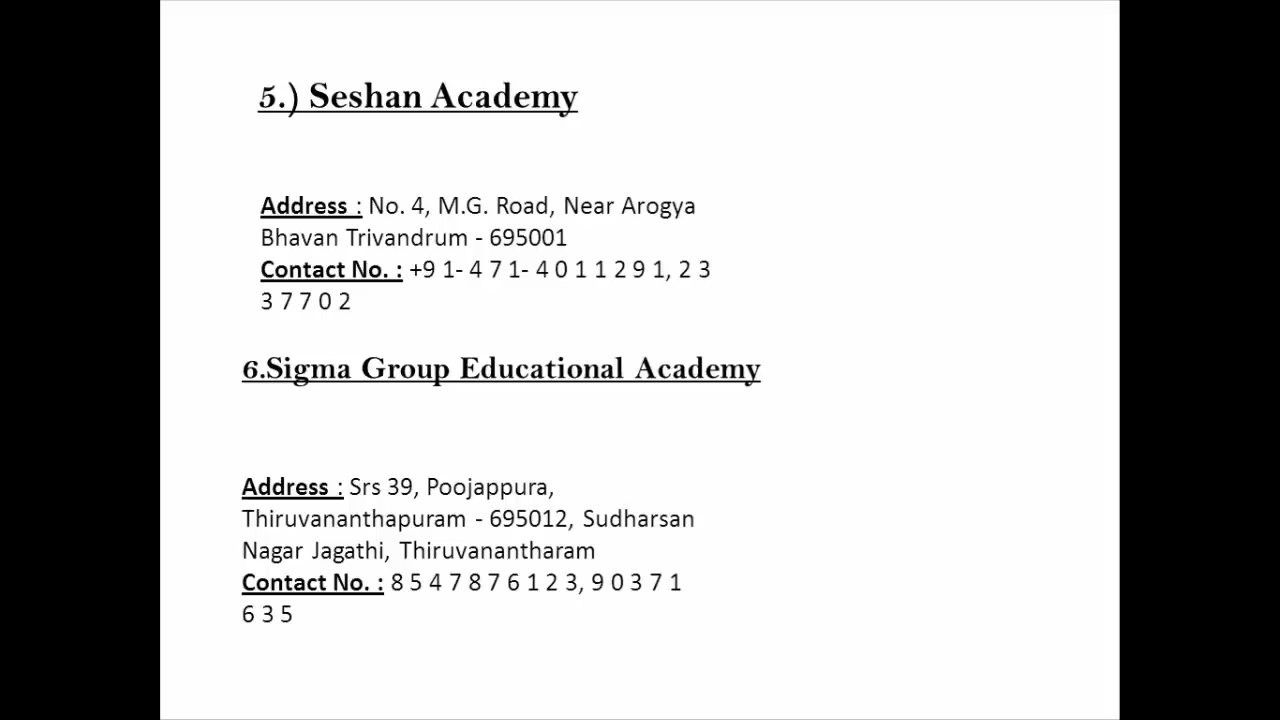 5.) Seshan Academy
Address : No. 4, M.G. Road, Near Arogya
Bhavan Trivandrum - 695001
Contact No. : +9 1- 4 7 1- 4 0 1 1 2 9 1, 2 3
3 7 7 0 2
6.Sigma Group Educational Academy
Address : Srs 39, Poojappura,
Thiruvananthapuram - 695012, Sudharsan
Nagar Jagathi, Thiruvanantharam
Contact No. : 8 5 4 7 8 7 6 1 2 3, 9 0 3 7 1
6 3 5